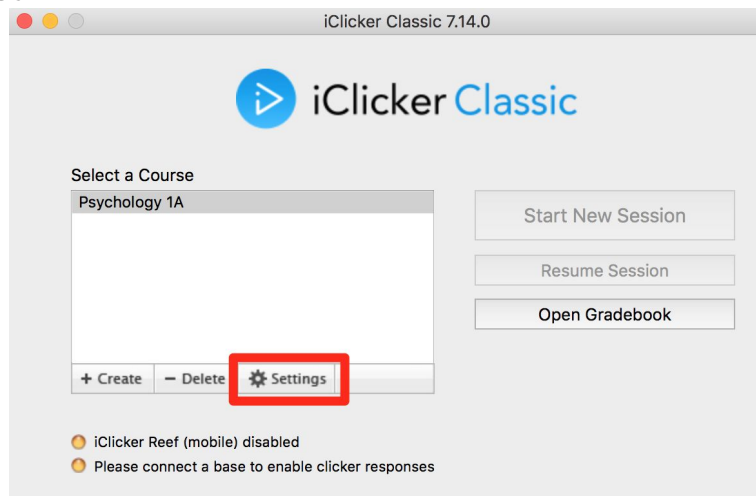 iClicker Classic 7.14.0
iClicker Classic
Select a Course
Psychology 1A
Start New Session
Resume Session
Open Gradebook
+ Create − Delete Settings
iClicker Reef (mobile) disabled
Please connect a base to enable clicker responses